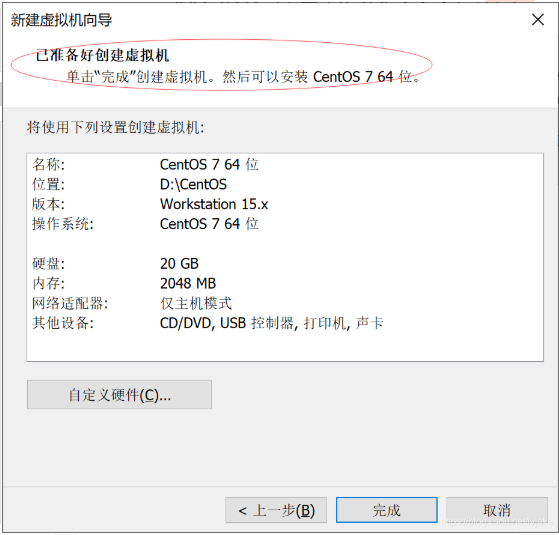 新建虚拟机向导
已准备好创建虚拟机
单击“完成”创建虚拟机。然后可以安装 CentOS 7 64 位。
将使用下列设置创建虚拟机:
名称: CentOS 7 64 位
位置: D:\CentOS
版本: Workstation 15.x
操作系统: CentOS 7 64 位
硬盘: 20 GB
内存: 2048 MB
网络适配器: 仅主机模式
其他设备: CD/DVD, USB 控制器, 打印机, 声卡
自定义硬件(C)...
< 上一步(B) 完成 取消